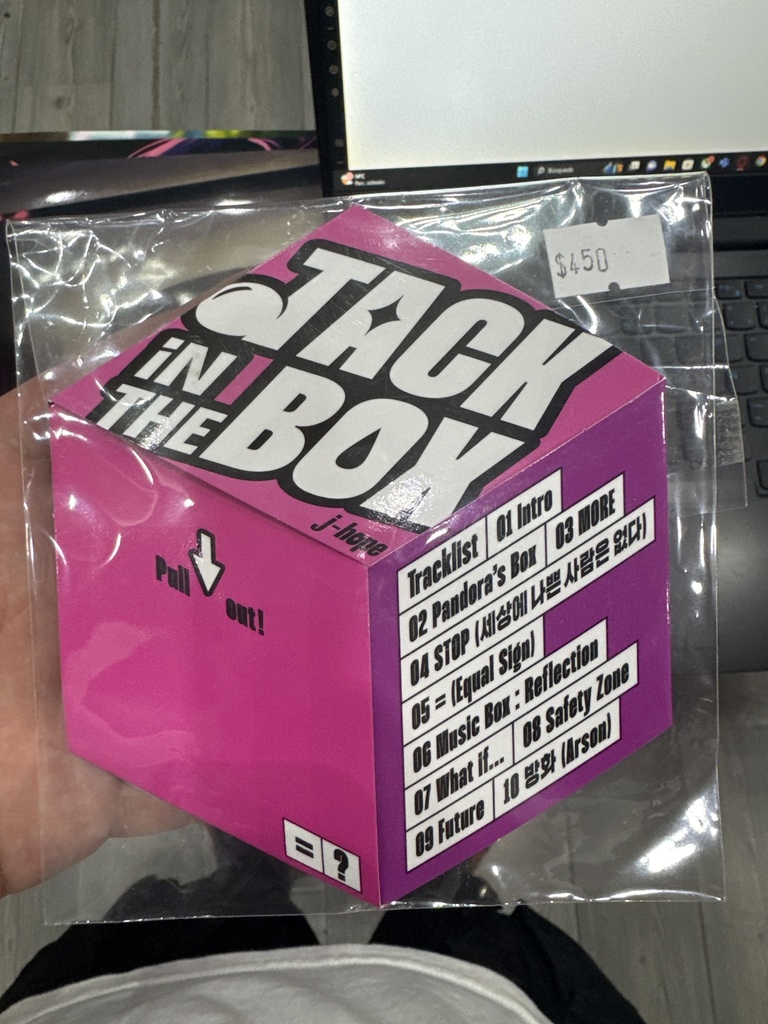 $450
JACK
iN
THE BOX
j-hope
Pull out!
Tracklist 01 Intro
02 Pandora's Box 03 MORE
04 STOP (세상에 나쁜 사람은 없다)
05 = (Equal Sign)
06 Music Box : Reflection
07 What if... 08 Safety Zone
09 Future 10 방화 (Arson)
= ?
Búsqueda